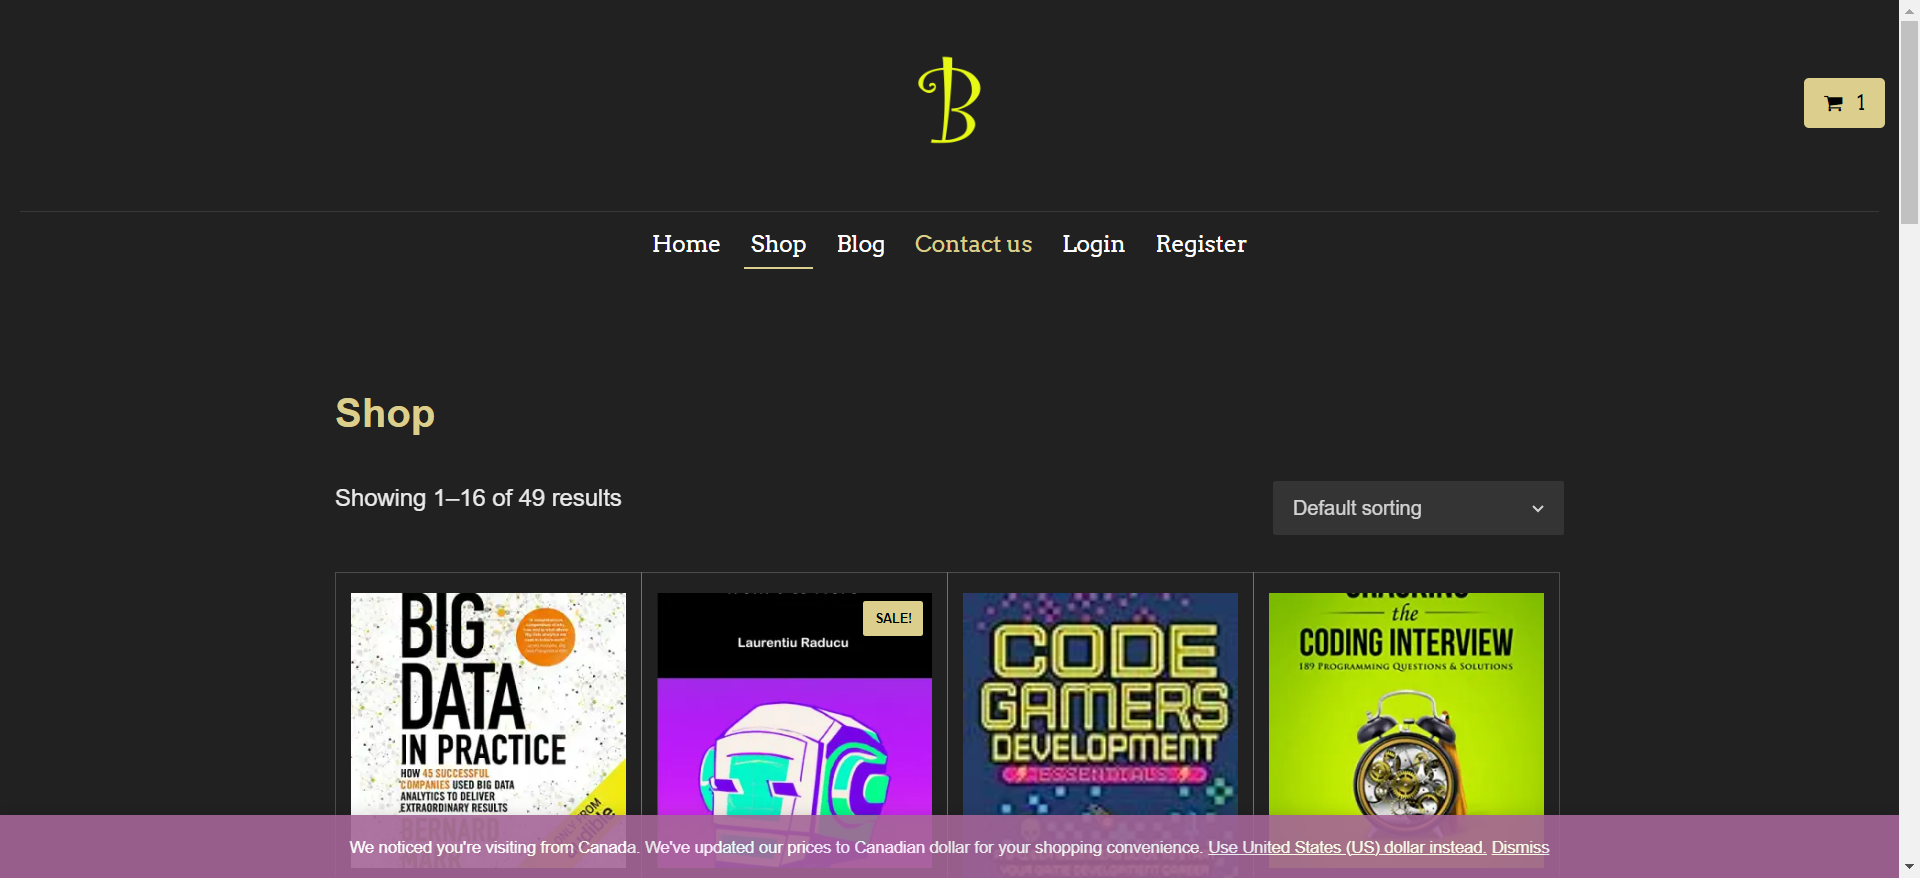 B
1
Home Shop Blog Contact us Login Register
Shop
Showing 1–16 of 49 results
Default sorting
BIG
DATA
IN PRACTICE
HOW 45 SUCCESSFUL
COMPANIES USED BIG DATA
ANALYTICS TO DELIVER
EXTRAORDINARY RESULTS
BERNARD
MARR
SALE!
Laurentiu Raducu
CODE
GAMERS
DEVELOPMENT
ESSENTIALS
CRACKING
the
CODING INTERVIEW
189 PROGRAMMING QUESTIONS & SOLUTIONS
We noticed you're visiting from Canada. We've updated our prices to Canadian dollar for your shopping convenience. Use United States (US) dollar instead. Dismiss